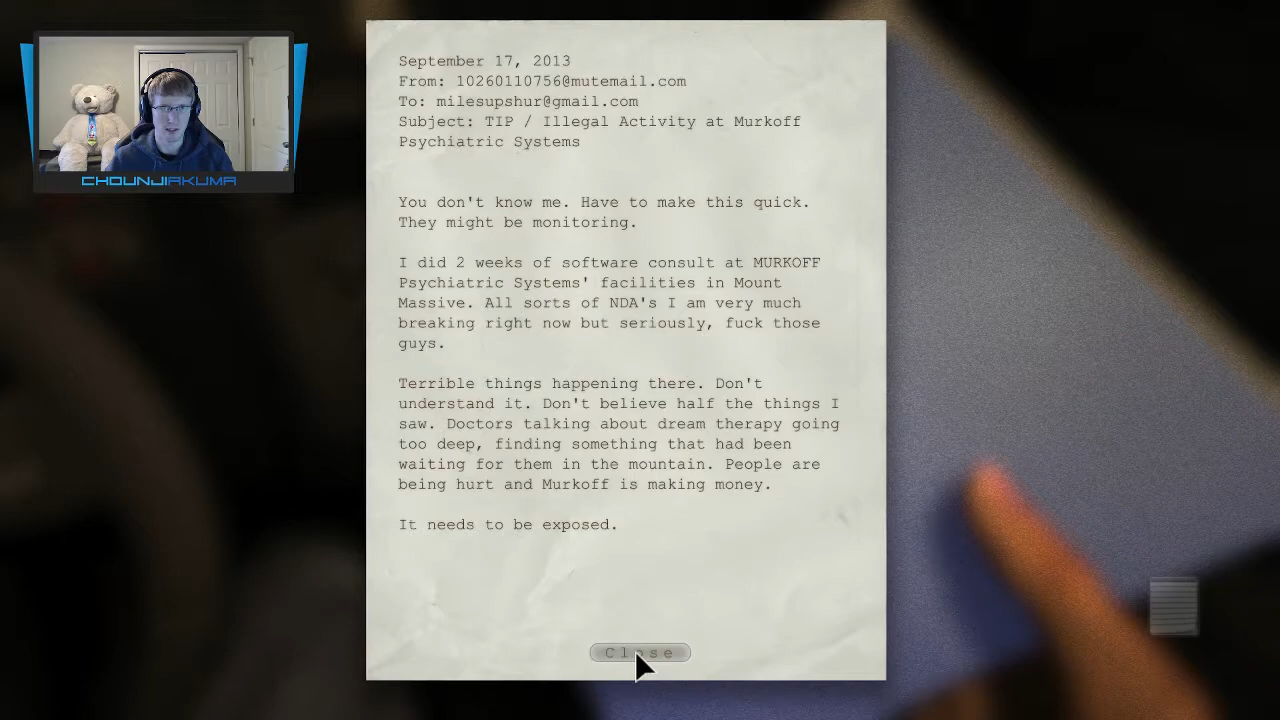 September 17, 2013
From: 10260110756@mutemail.com
To: milesupshur@gmail.com
Subject: TIP / Illegal Activity at Murkoff
Psychiatric Systems
You don't know me. Have to make this quick.
They might be monitoring.
I did 2 weeks of software consult at MURKOFF
Psychiatric Systems' facilities in Mount
Massive. All sorts of NDA's I am very much
breaking right now but seriously, fuck those
guys.
Terrible things happening there. Don't
understand it. Don't believe half the things I
saw. Doctors talking about dream therapy going
too deep, finding something that had been
waiting for them in the mountain. People are
being hurt and Murkoff is making money.
It needs to be exposed.
Close
CHOUNJIAKUMA